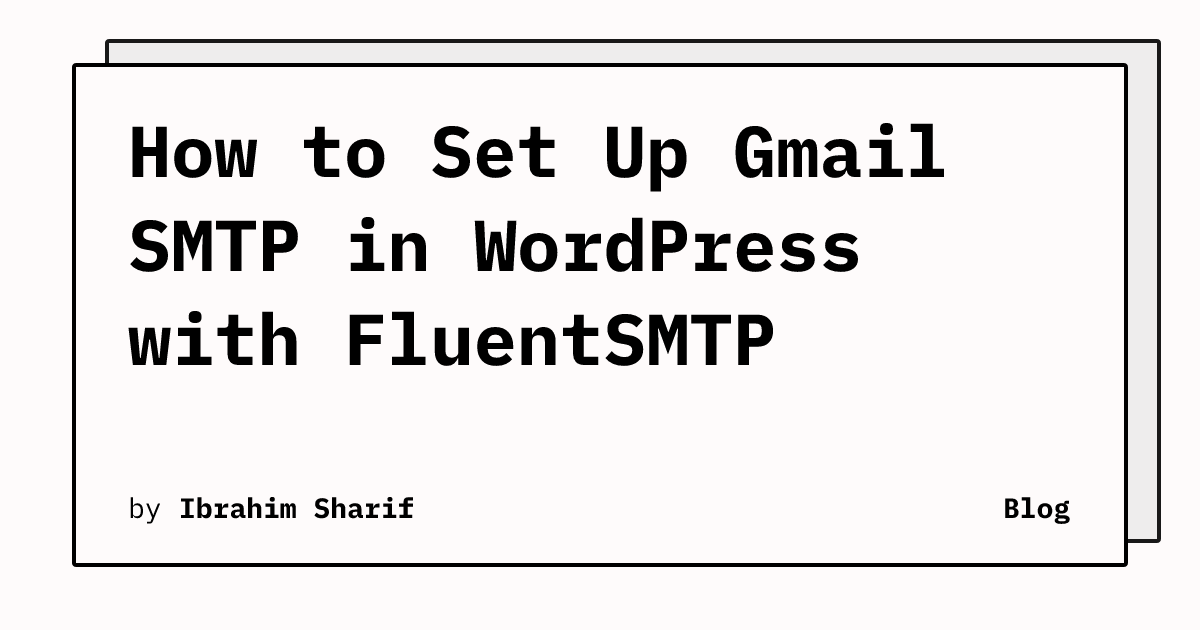 How to Set Up Gmail
SMTP in WordPress
with FluentSMTP
by Ibrahim Sharif
Blog